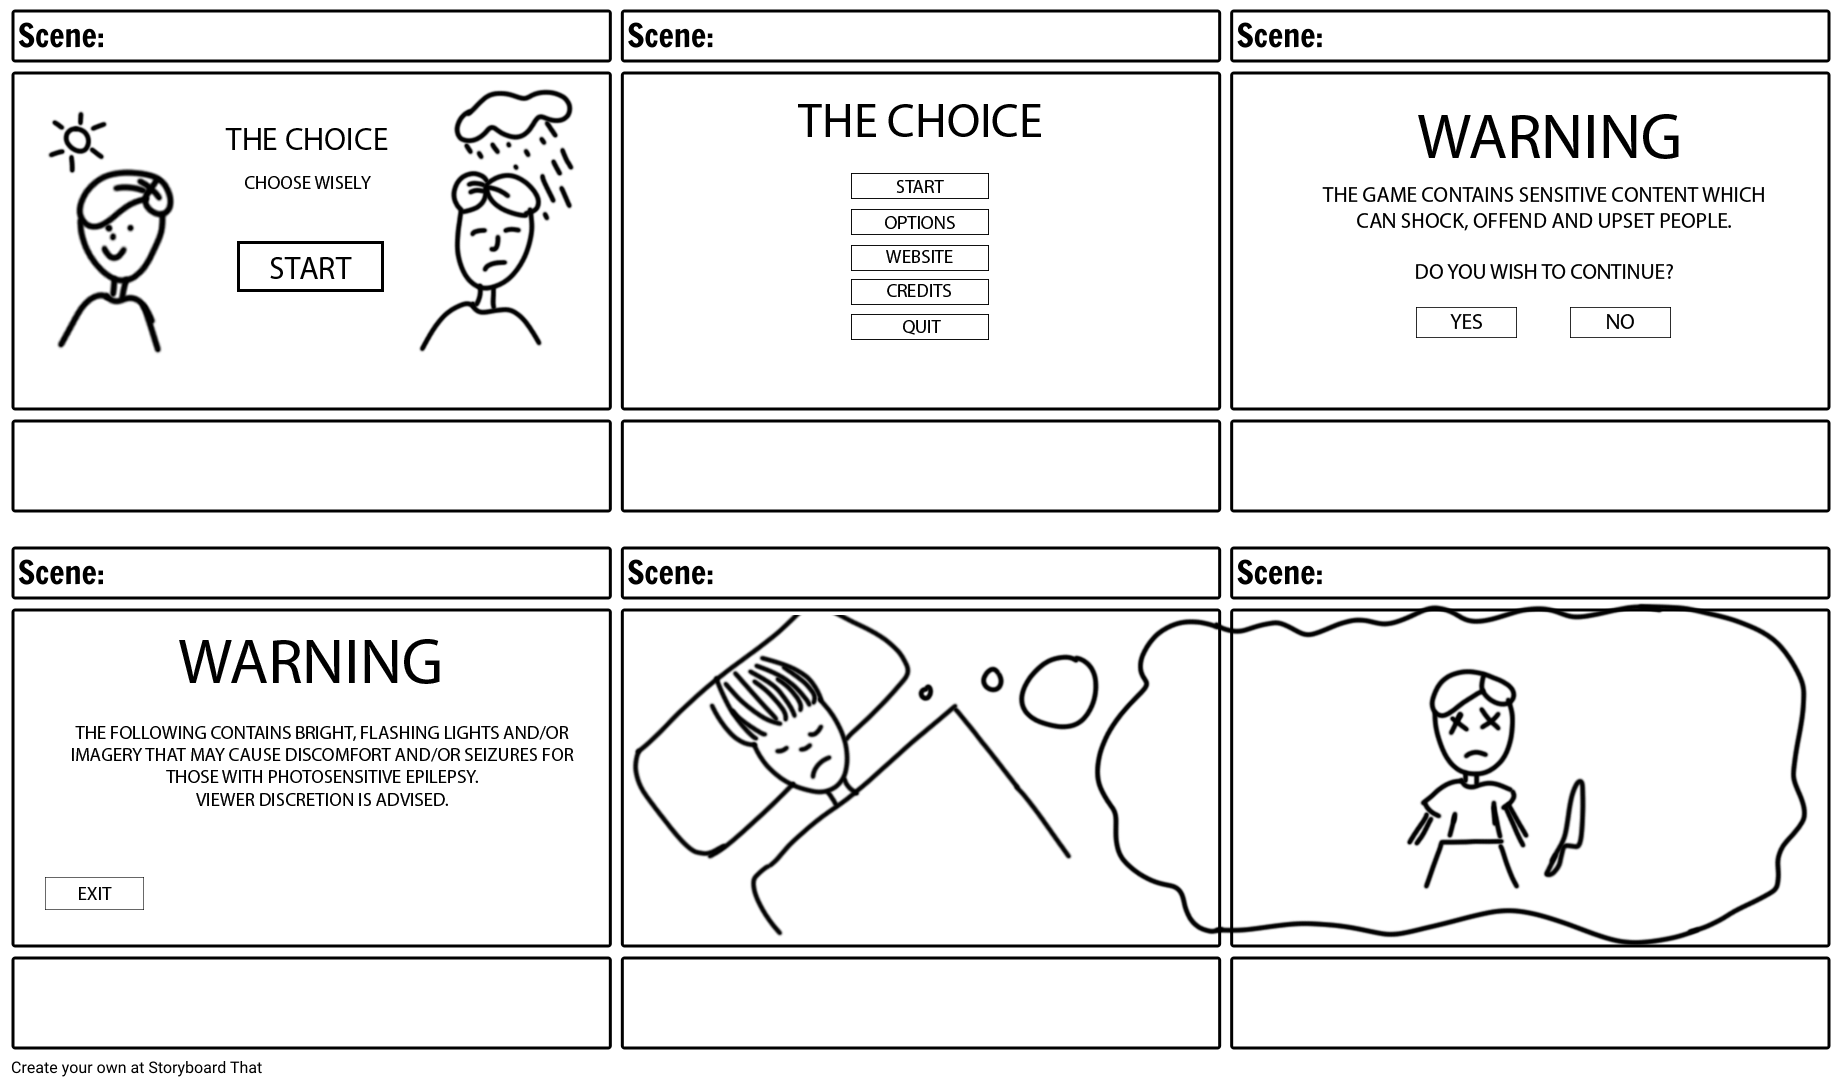 Scene:
Scene:
Scene:
THE CHOICE
CHOOSE WISELY
START
THE CHOICE
START
OPTIONS
WEBSITE
CREDITS
QUIT
WARNING
THE GAME CONTAINS SENSITIVE CONTENT WHICH
CAN SHOCK, OFFEND AND UPSET PEOPLE.
DO YOU WISH TO CONTINUE?
YES
NO
Scene:
Scene:
Scene:
WARNING
THE FOLLOWING CONTAINS BRIGHT, FLASHING LIGHTS AND/OR
IMAGERY THAT MAY CAUSE DISCOMFORT AND/OR SEIZURES FOR
THOSE WITH PHOTOSENSITIVE EPILEPSY.
VIEWER DISCRETION IS ADVISED.
EXIT
Create your own at Storyboard That